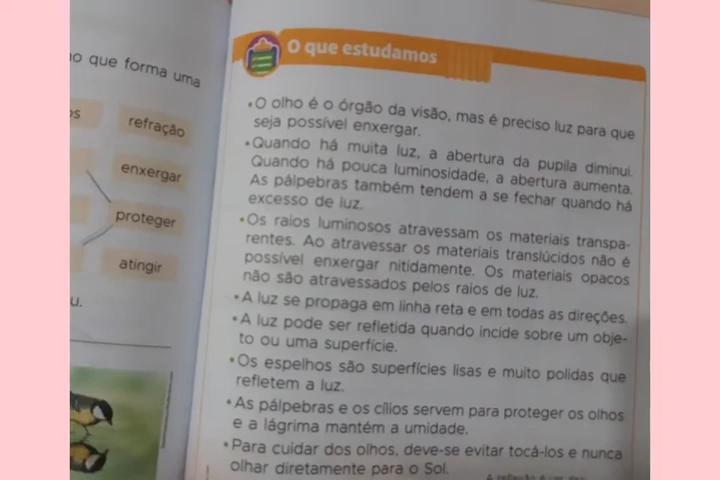 o que forma uma
os
refração
enxergar
proteger
atingir
u.
O que estudamos
•O olho é o órgão da visão, mas é preciso luz para que
seja possível enxergar.
•Quando há muita luz, a abertura da pupila diminui.
Quando há pouca luminosidade, a abertura aumenta.
As pálpebras também tendem a se fechar quando há
excesso de luz.
•Os raios luminosos atravessam os materiais transpa-
rentes. Ao atravessar os materiais translúcidos não é
possível enxergar nitidamente. Os materiais opacos
não são atravessados pelos raios de luz.
•A luz se propaga em linha reta e em todas as direções.
•A luz pode ser refletida quando incide sobre um obje-
to ou uma superfície.
•Os espelhos são superfícies lisas e muito polidas que
refletem a luz.
•As pálpebras e os cílios servem para proteger os olhos
e a lágrima mantém a umidade.
•Para cuidar dos olhos, deve-se evitar tocá-los e nunca
olhar diretamente para o Sol.